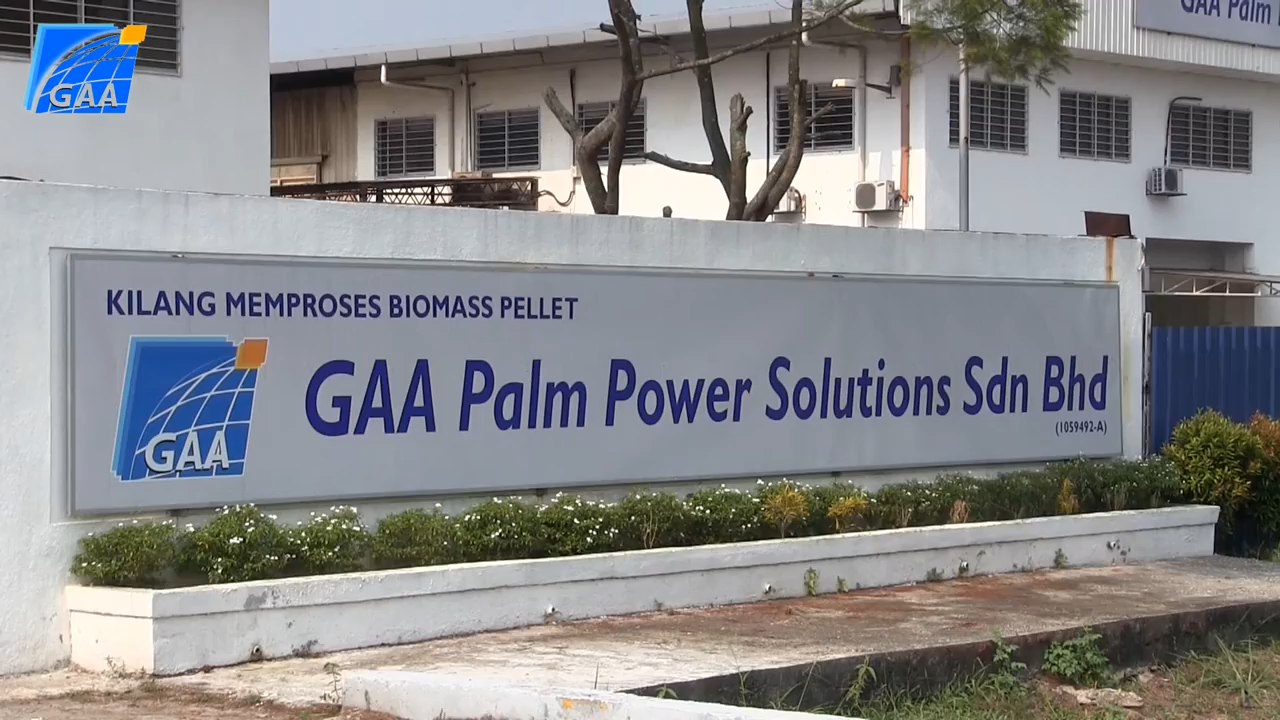 GAA
GAA Palm
KILANG MEMPROSES BIOMASS PELLET
GAA
GAA Palm Power Solutions Sdn Bhd
(1059492-A)